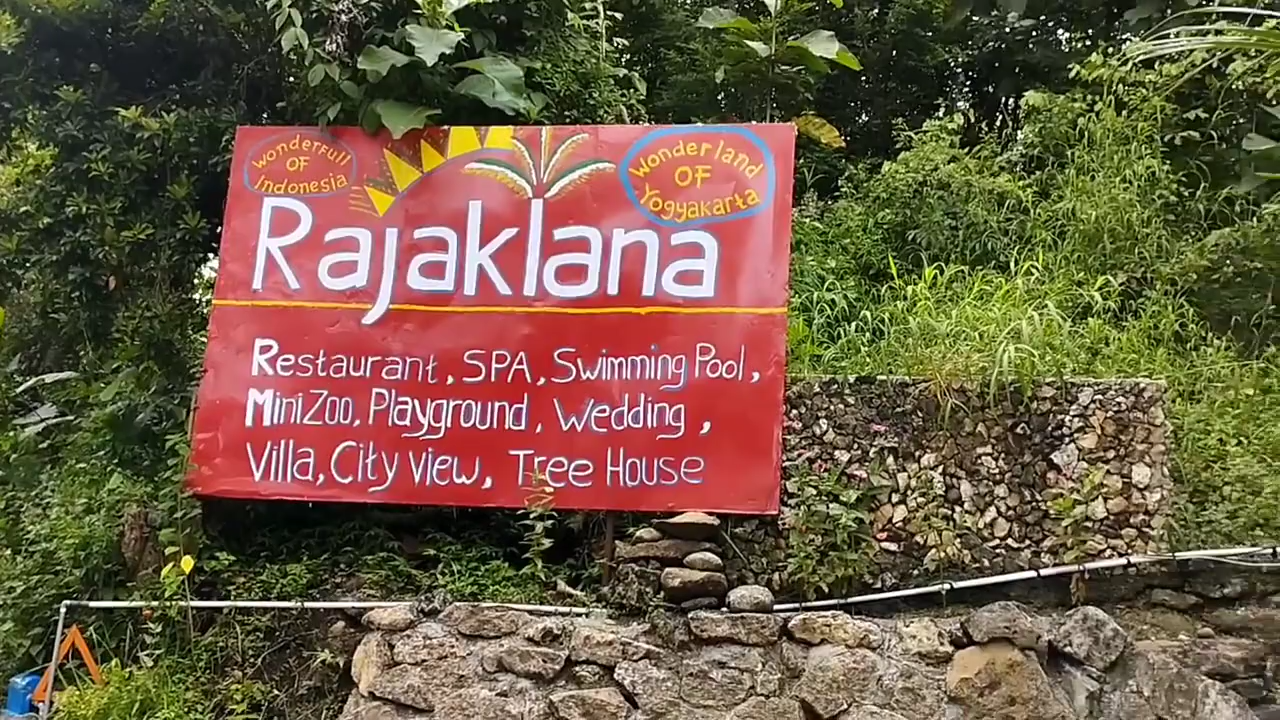 Wonderfull
OF
Indonesia
Wonderland
OF
Yogyakarta
Rajaklana
Restaurant, SPA, Swimming Pool,
MiniZoo, Playground, Wedding,
Villa, City view, Tree House